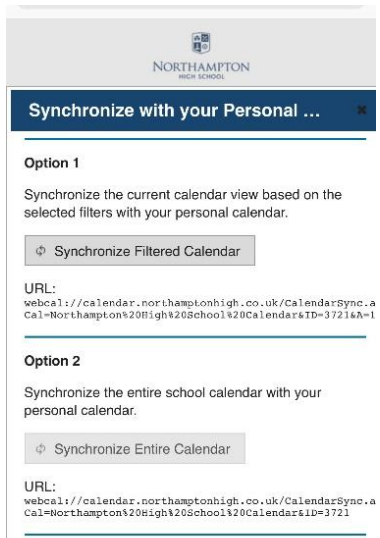 NORTHAMPTON
HIGH SCHOOL
Synchronize with your Personal ...
Option 1
Synchronize the current calendar view based on the
selected filters with your personal calendar.
Synchronize Filtered Calendar
URL:
webcal://calendar.northamptonhigh.co.uk/CalendarSync.a
Cal=Northampton%20High%20School%20Calendar&ID=3721&A=1
Option 2
Synchronize the entire school calendar with your
personal calendar.
Synchronize Entire Calendar
URL:
webcal://calendar.northamptonhigh.co.uk/CalendarSync.a
Cal=Northampton%20High%20School%20Calendar&ID=3721